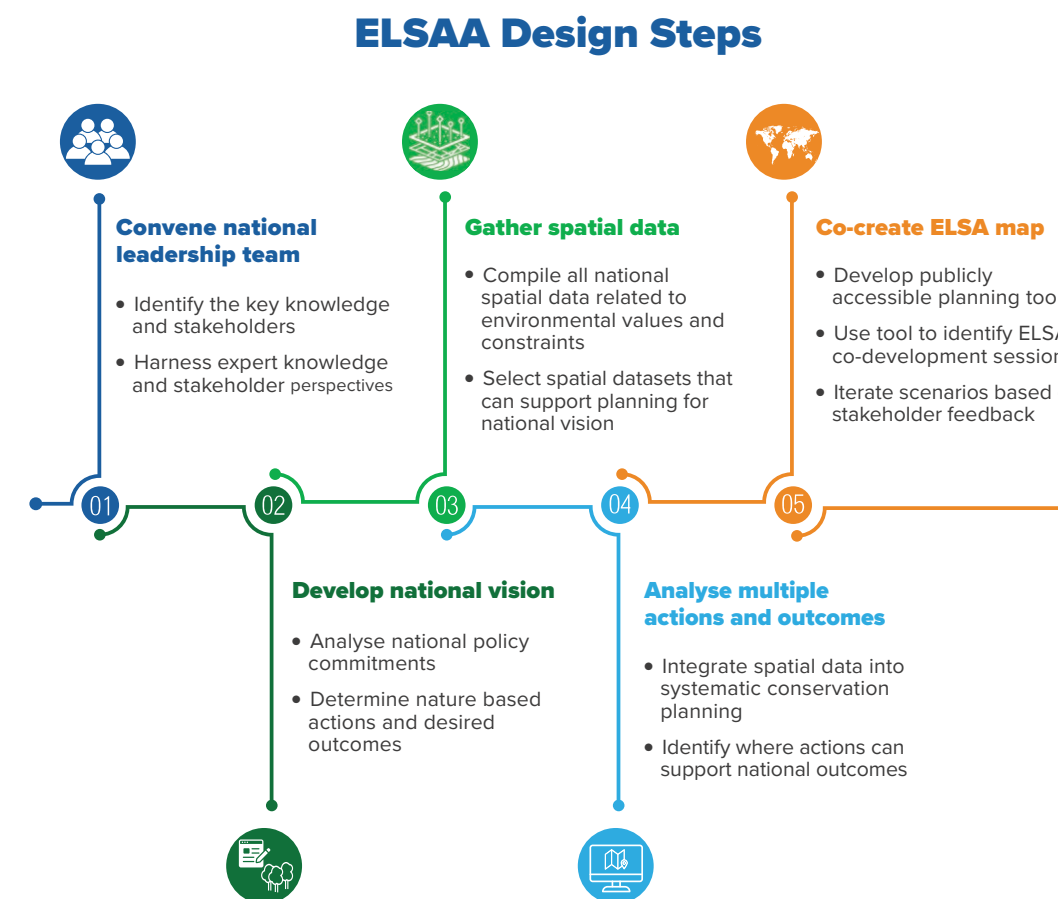 ELSAA Design Steps
Convene national
leadership team
• Identify the key knowledge
and stakeholders
• Harness expert knowledge
and stakeholder perspectives
Gather spatial data
• Compile all national
spatial data related to
environmental values and
constraints
• Select spatial datasets that
can support planning for
national vision
Co-create ELSA map
• Develop publicly
accessible planning
• Use tool to identify
co-development
• Iterate scenarios based
stakeholder feedback
01
02
03
04
05
Develop national vision
• Analyse national policy
commitments
• Determine nature based
actions and desired
outcomes
Analyse multiple
actions and outcomes
• Integrate spatial data into
systematic conservation
planning
• Identify where actions can
support national outcomes